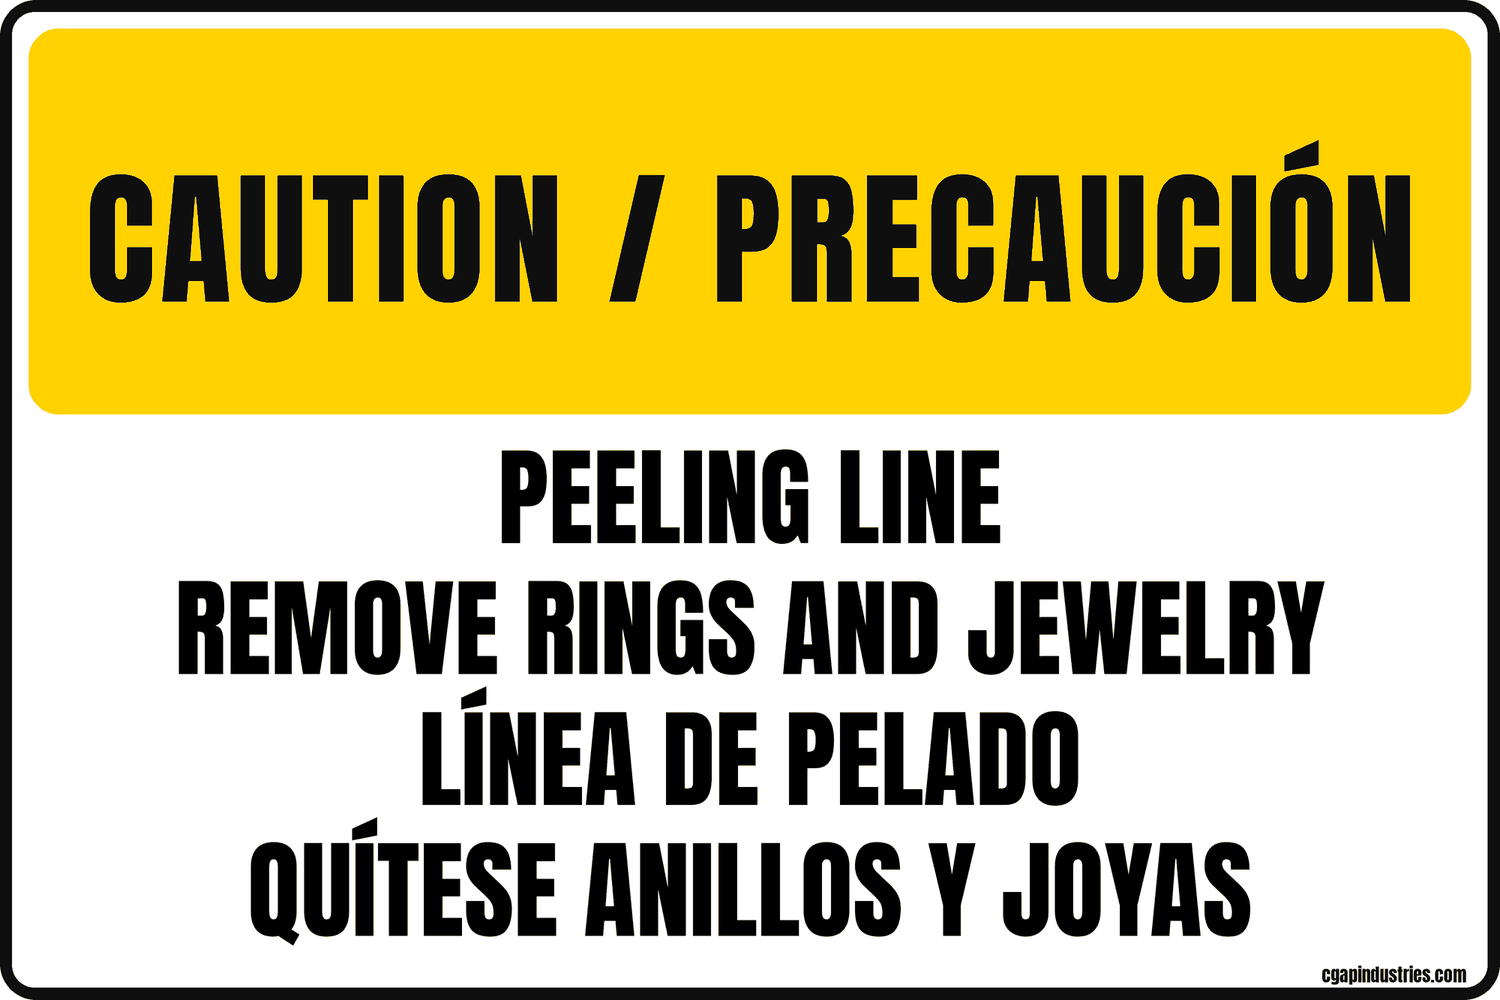 CAUTION / PRECAUCIÓN
PEELING LINE
REMOVE RINGS AND JEWELRY
LÍNEA DE PELADO
QUÍTESE ANILLOS Y JOYAS
cgapindustries.com